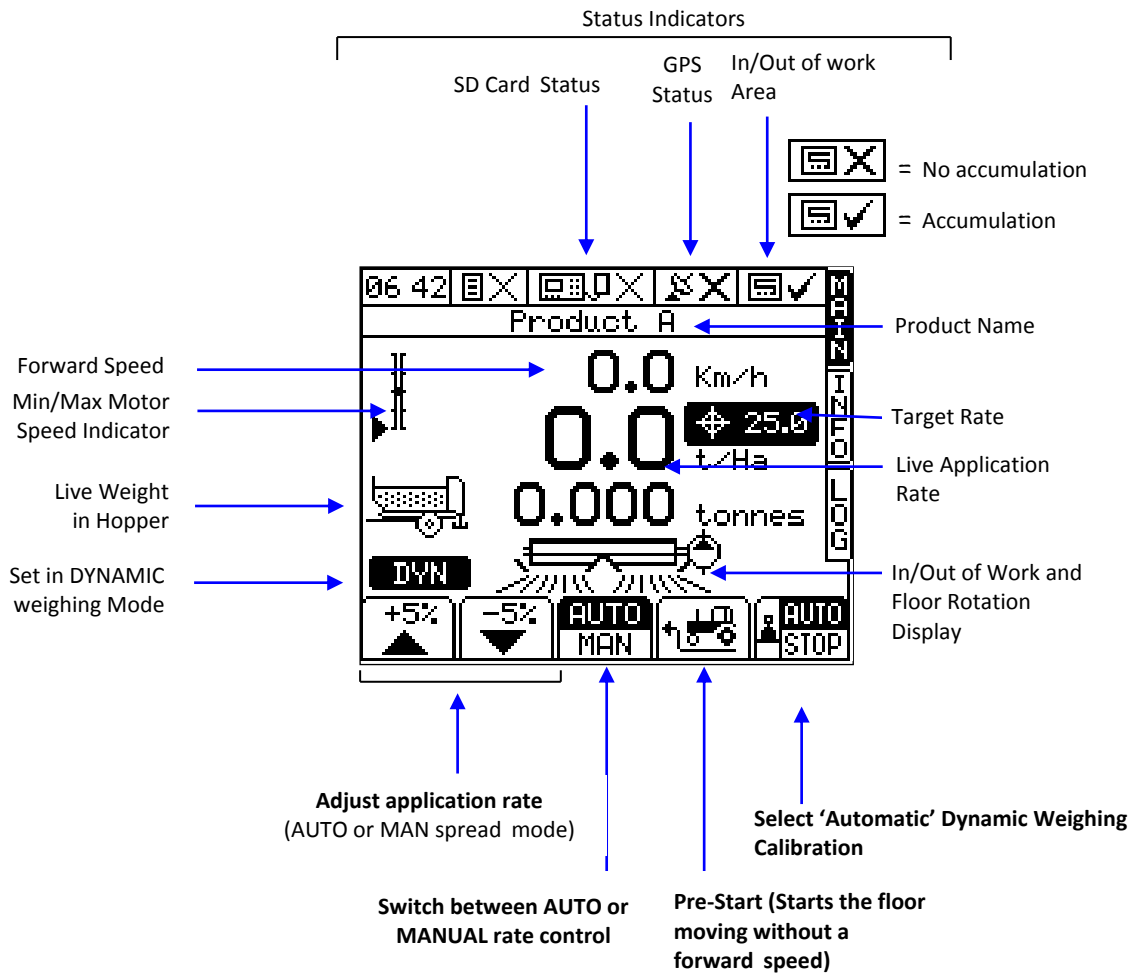 Status Indicators
SD Card Status
GPS
Status
In/Out of work
Area
= No accumulation
= Accumulation
06 42
Product A
Product Name
MAIN
INFO
LOG
Forward Speed
0.0 Km/h
Min/Max Motor
Speed Indicator
25.0
Target Rate
0.0 t/Ha
Live Application
Rate
Live Weight
in Hopper
0.000 tonnes
Set in DYNAMIC
weighing Mode
DYN
In/Out of Work and
Floor Rotation
Display
+5%
-5%
AUTO
MAN
AUTO
STOP
Adjust application rate
(AUTO or MAN spread mode)
Select ‘Automatic’ Dynamic Weighing
Calibration
Switch between AUTO or
MANUAL rate control
Pre-Start (Starts the floor
moving without a
forward speed)